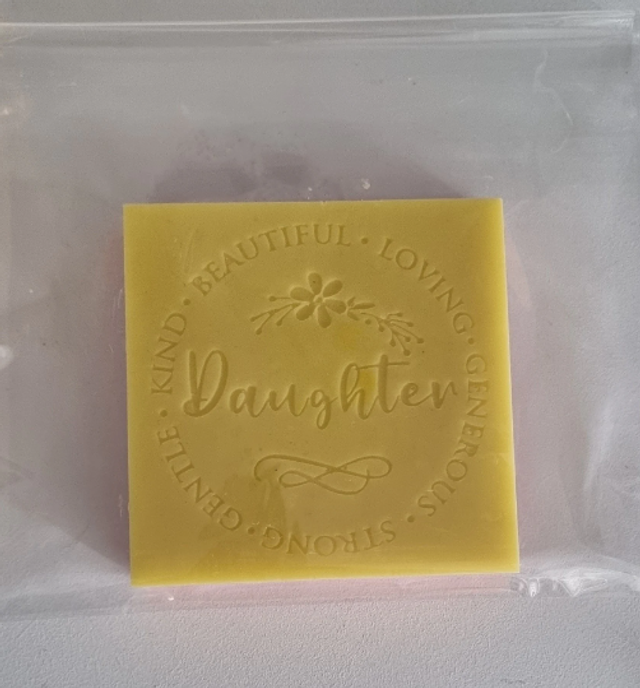 BEAUTIFUL · LOVING · GENEROUS · STRONG · GENTLE · KIND ·
Daughter